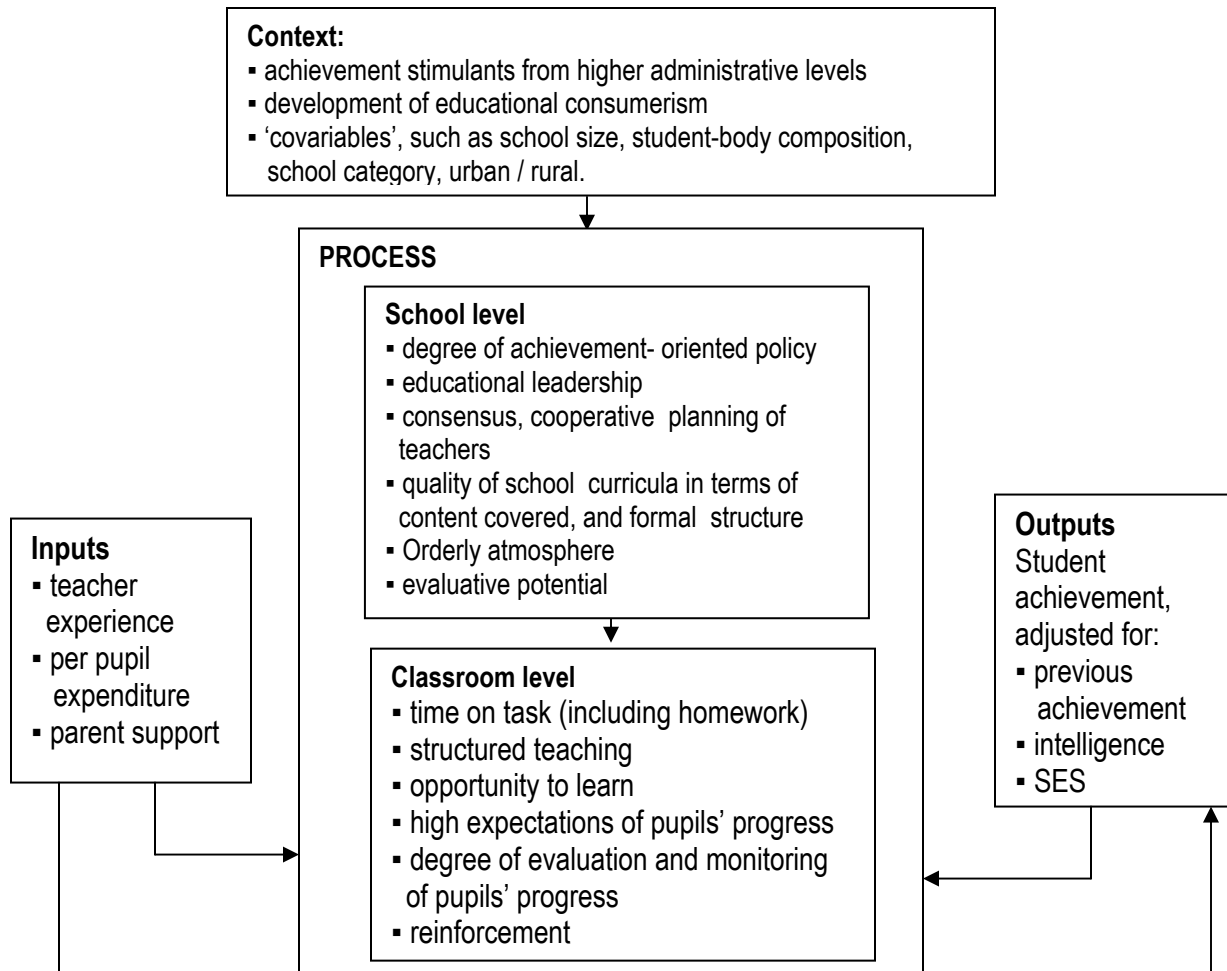 Context:
▪ achievement stimulants from higher administrative levels
▪ development of educational consumerism
▪ ‘covariables’, such as school size, student-body composition,
school category, urban / rural.
PROCESS
School level
▪ degree of achievement- oriented policy
▪ educational leadership
▪ consensus, cooperative planning of
teachers
▪ quality of school curricula in terms of
content covered, and formal structure
▪ Orderly atmosphere
▪ evaluative potential
Inputs
▪ teacher
experience
▪ per pupil
expenditure
▪ parent support
Classroom level
▪ time on task (including homework)
▪ structured teaching
▪ opportunity to learn
▪ high expectations of pupils’ progress
▪ degree of evaluation and monitoring
of pupils’ progress
▪ reinforcement
Outputs
Student
achievement,
adjusted for:
▪ previous
achievement
▪ intelligence
▪ SES